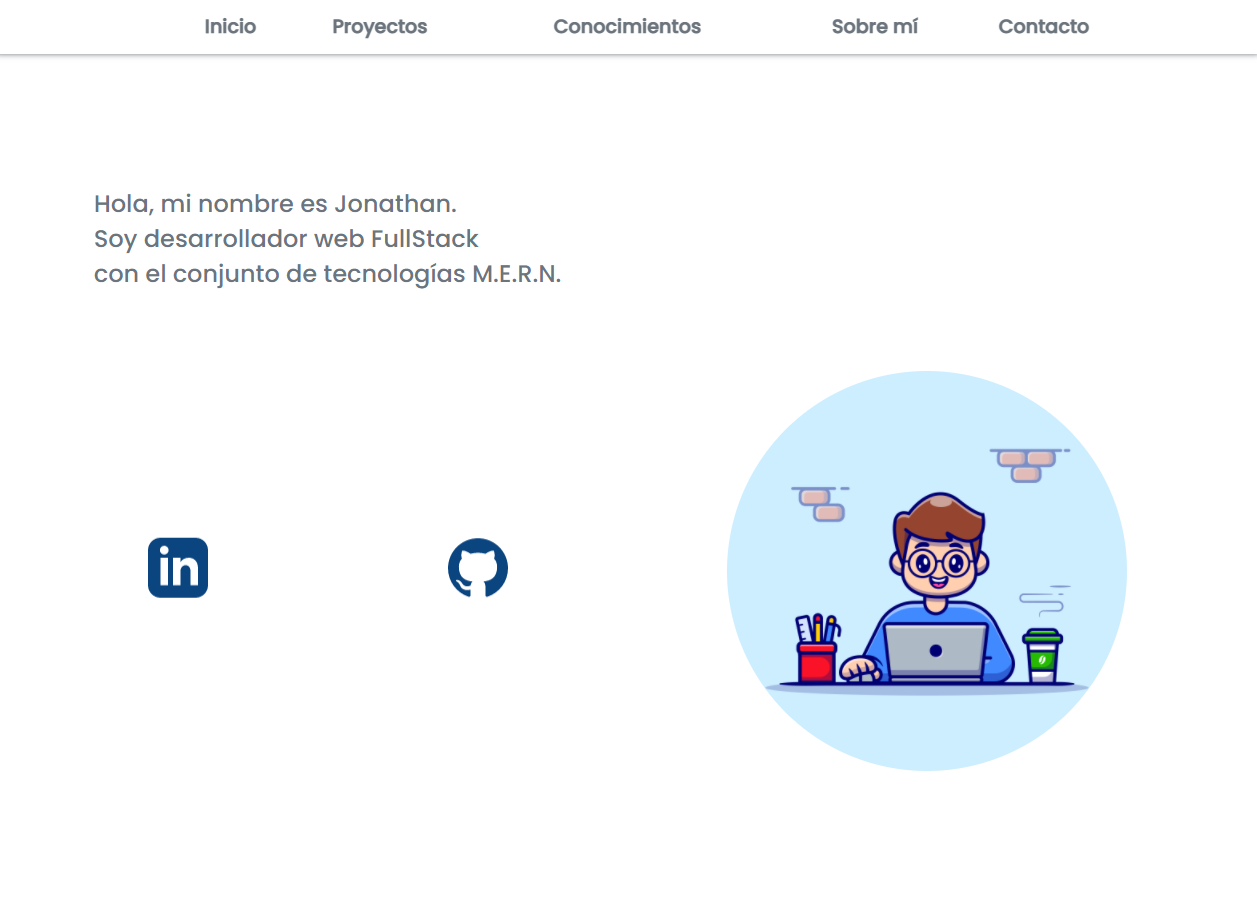 Inicio Proyectos Conocimientos Sobre mí Contacto
Hola, mi nombre es Jonathan.
Soy desarrollador web FullStack
con el conjunto de tecnologías M.E.R.N.
in